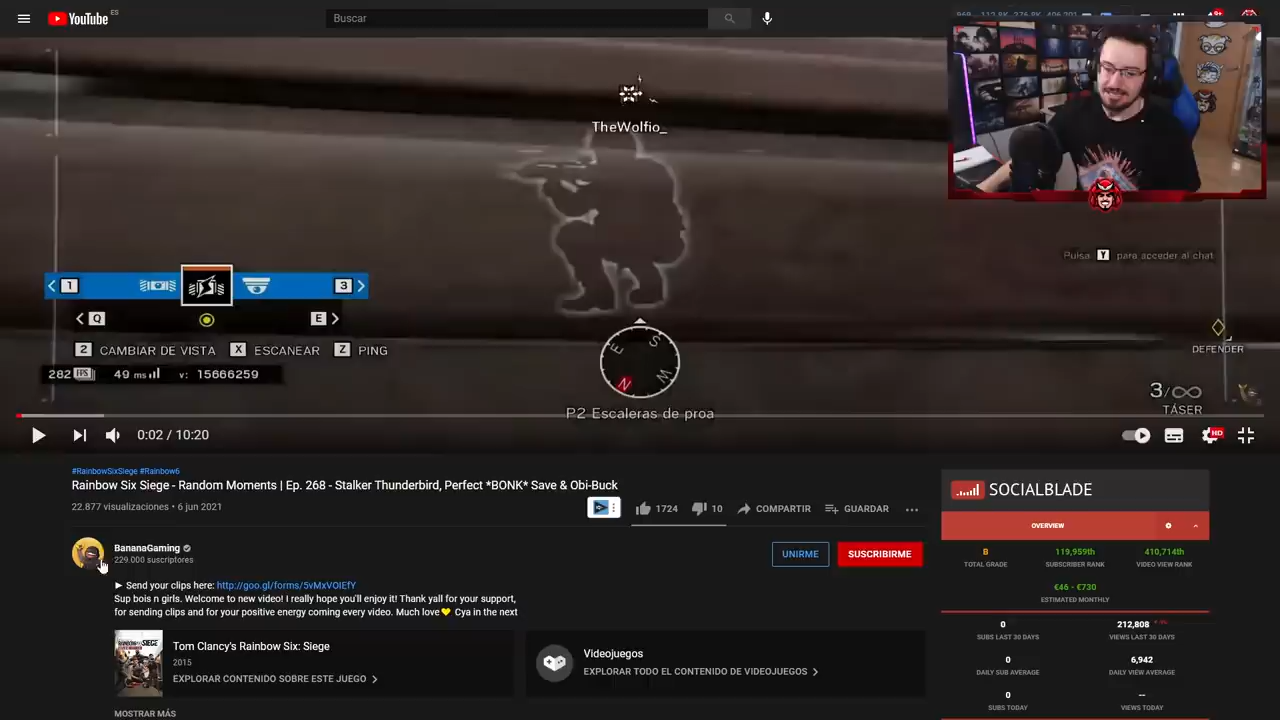 YouTube ES
Buscar
TheWolfio_
Pulsa Y para acceder al chat
1
3
Q
E
2 CAMBIAR DE VISTA X ESCANEAR Z PING
282 FPS 49 ms v: 15666259
E S
N W
P2 Escaleras de proa
DEFENDER
3/∞
TÁSER
0:02 / 10:20
HD
#RainbowSixSiege #Rainbow6
Rainbow Six Siege - Random Moments | Ep. 268 - Stalker Thunderbird, Perfect *BONK* Save & Obi-Buck
22.877 visualizaciones • 6 jun 2021
1724
10
COMPARTIR
GUARDAR
BananaGaming
229.000 suscriptores
UNIRME
SUSCRIBIRME
► Send your clips here: http://goo.gl/forms/5vMxVOIEfY
Sup bois n girls. Welcome to new video! I really hope you'll enjoy it! Thank yall for your support,
for sending clips and for your positive energy coming every video. Much love 💛 Cya in the next
Tom Clancy's Rainbow Six: Siege
2015
EXPLORAR CONTENIDO SOBRE ESTE JUEGO
Videojuegos
EXPLORAR TODO EL CONTENIDO DE VIDEOJUEGOS
MOSTRAR MÁS
SOCIALBLADE
OVERVIEW
B
TOTAL GRADE
119,959th
SUBSCRIBER RANK
410,714th
VIDEO VIEW RANK
€46 - €730
ESTIMATED MONTHLY
0
SUBS LAST 30 DAYS
212,808
VIEWS LAST 30 DAYS
0
DAILY SUB AVERAGE
6,942
DAILY VIEW AVERAGE
0
SUBS TODAY
--
VIEWS TODAY